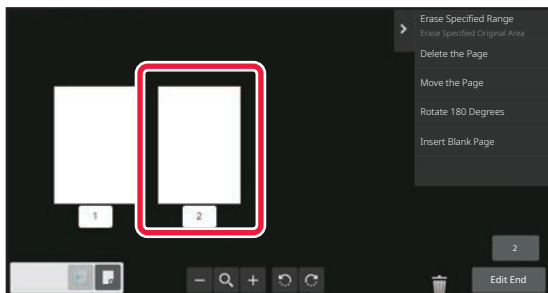 Erase Specified Range
Erase Specified Original Area
Delete the Page
Move the Page
Rotate 180 Degrees
Insert Blank Page
1
2
2
Edit End